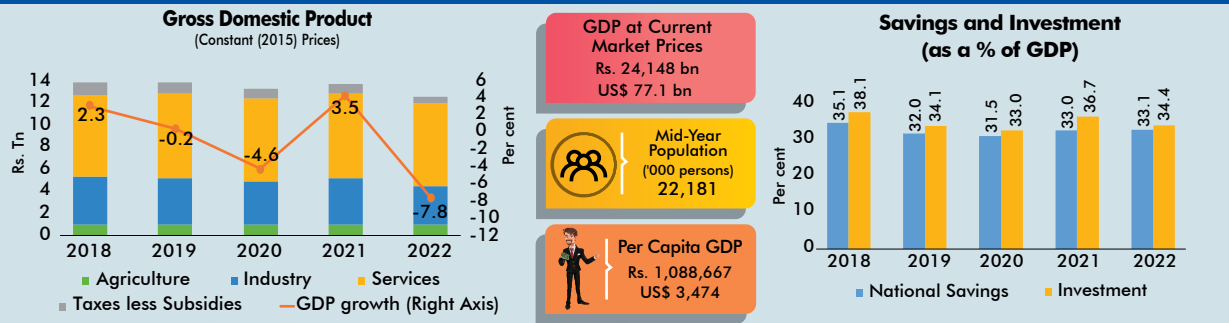 Gross Domestic Product
(Constant (2015) Prices)
Rs. Tn
14
12
10
8
6
4
2
0
2.3
-0.2
-4.6
3.5
-7.8
6
4
2
0
-2
-4
-6
-8
-10
-12
Per cent
2018 2019 2020 2021 2022
Agriculture Industry Services
Taxes less Subsidies GDP growth (Right Axis)
GDP at Current
Market Prices
Rs. 24,148 bn
US$ 77.1 bn
Mid-Year
Population
('000 persons)
22,181
Per Capita GDP
Rs. 1,088,667
US$ 3,474
Savings and Investment
(as a % of GDP)
Per cent
40
30
20
10
0
35.1 38.1 32.0 34.1 31.5 33.0 33.0 36.7 33.1 34.4
2018 2019 2020 2021 2022
National Savings Investment